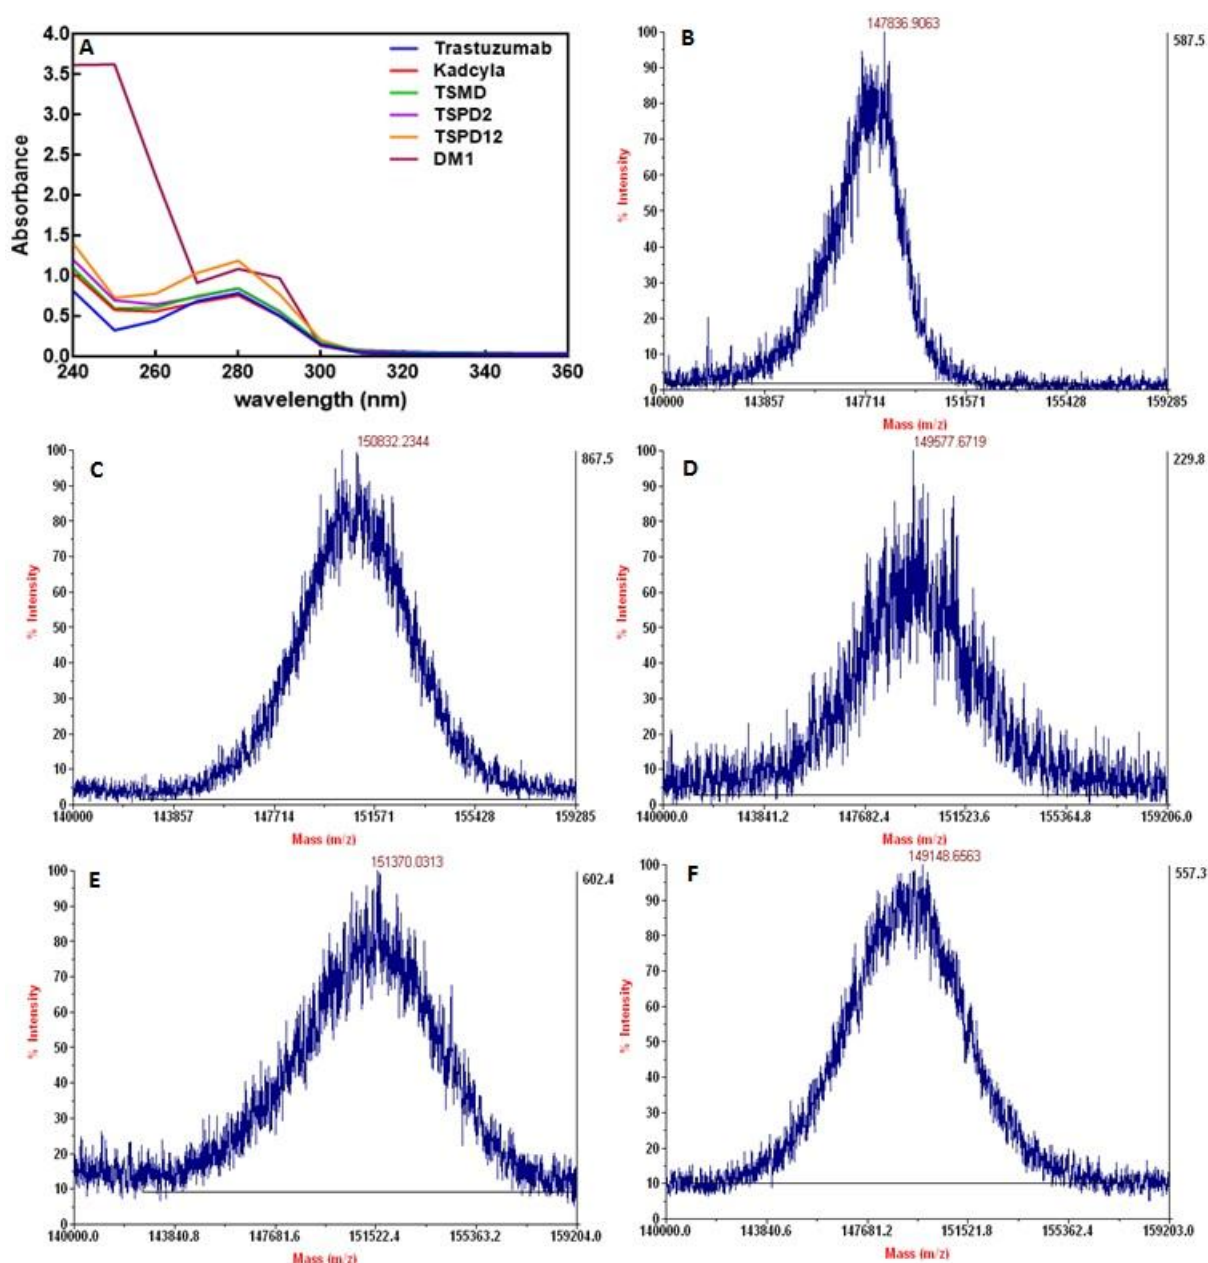 A
4.0
3.5
3.0
2.5
2.0
1.5
1.0
0.5
0.0
Absorbance
240 260 280 300 320 340 360
wavelength (nm)
Trastuzumab
Kadcyla
TSMD
TSPD2
TSPD12
DM1
B
147836.9063
587.5
100
90
80
70
60
50
40
30
20
10
0
% Intensity
140000 143857 147714 151571 155428 159285
Mass (m/z)
C
150832.2344
867.5
100
90
80
70
60
50
40
30
20
10
0
% Intensity
140000 143857 147714 151571 155428 159285
Mass (m/z)
D
149577.6719
229.8
100
90
80
70
60
50
40
30
20
10
0
% Intensity
140000.0 143811.2 147682.4 151523.6 155364.8 159206.0
Mass (m/z)
E
151370.0313
602.4
100
90
80
70
60
50
40
30
20
10
0
% Intensity
140000.0 143840.8 147681.6 151522.4 155363.2 159204.0
Mass (m/z)
F
149148.6563
557.3
100
90
80
70
60
50
40
30
20
10
0
% Intensity
140000.0 143840.6 147681.2 151521.8 155362.4 159203.0
Mass (m/z)